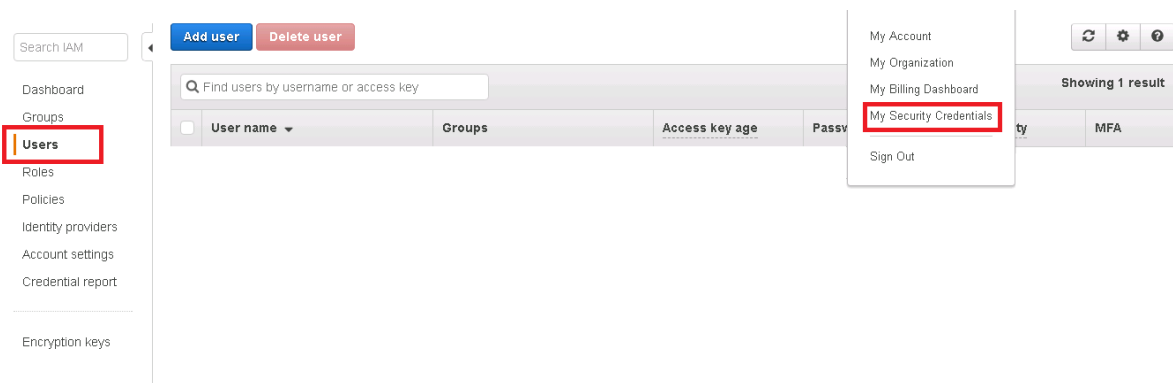 Search IAM
Dashboard
Groups
Users
Roles
Policies
Identity providers
Account settings
Credential report
Encryption keys
Add user Delete user
Find users by username or access key
Showing 1 result
User name Groups Access key age Passw ty MFA
My Account
My Organization
My Billing Dashboard
My Security Credentials
Sign Out